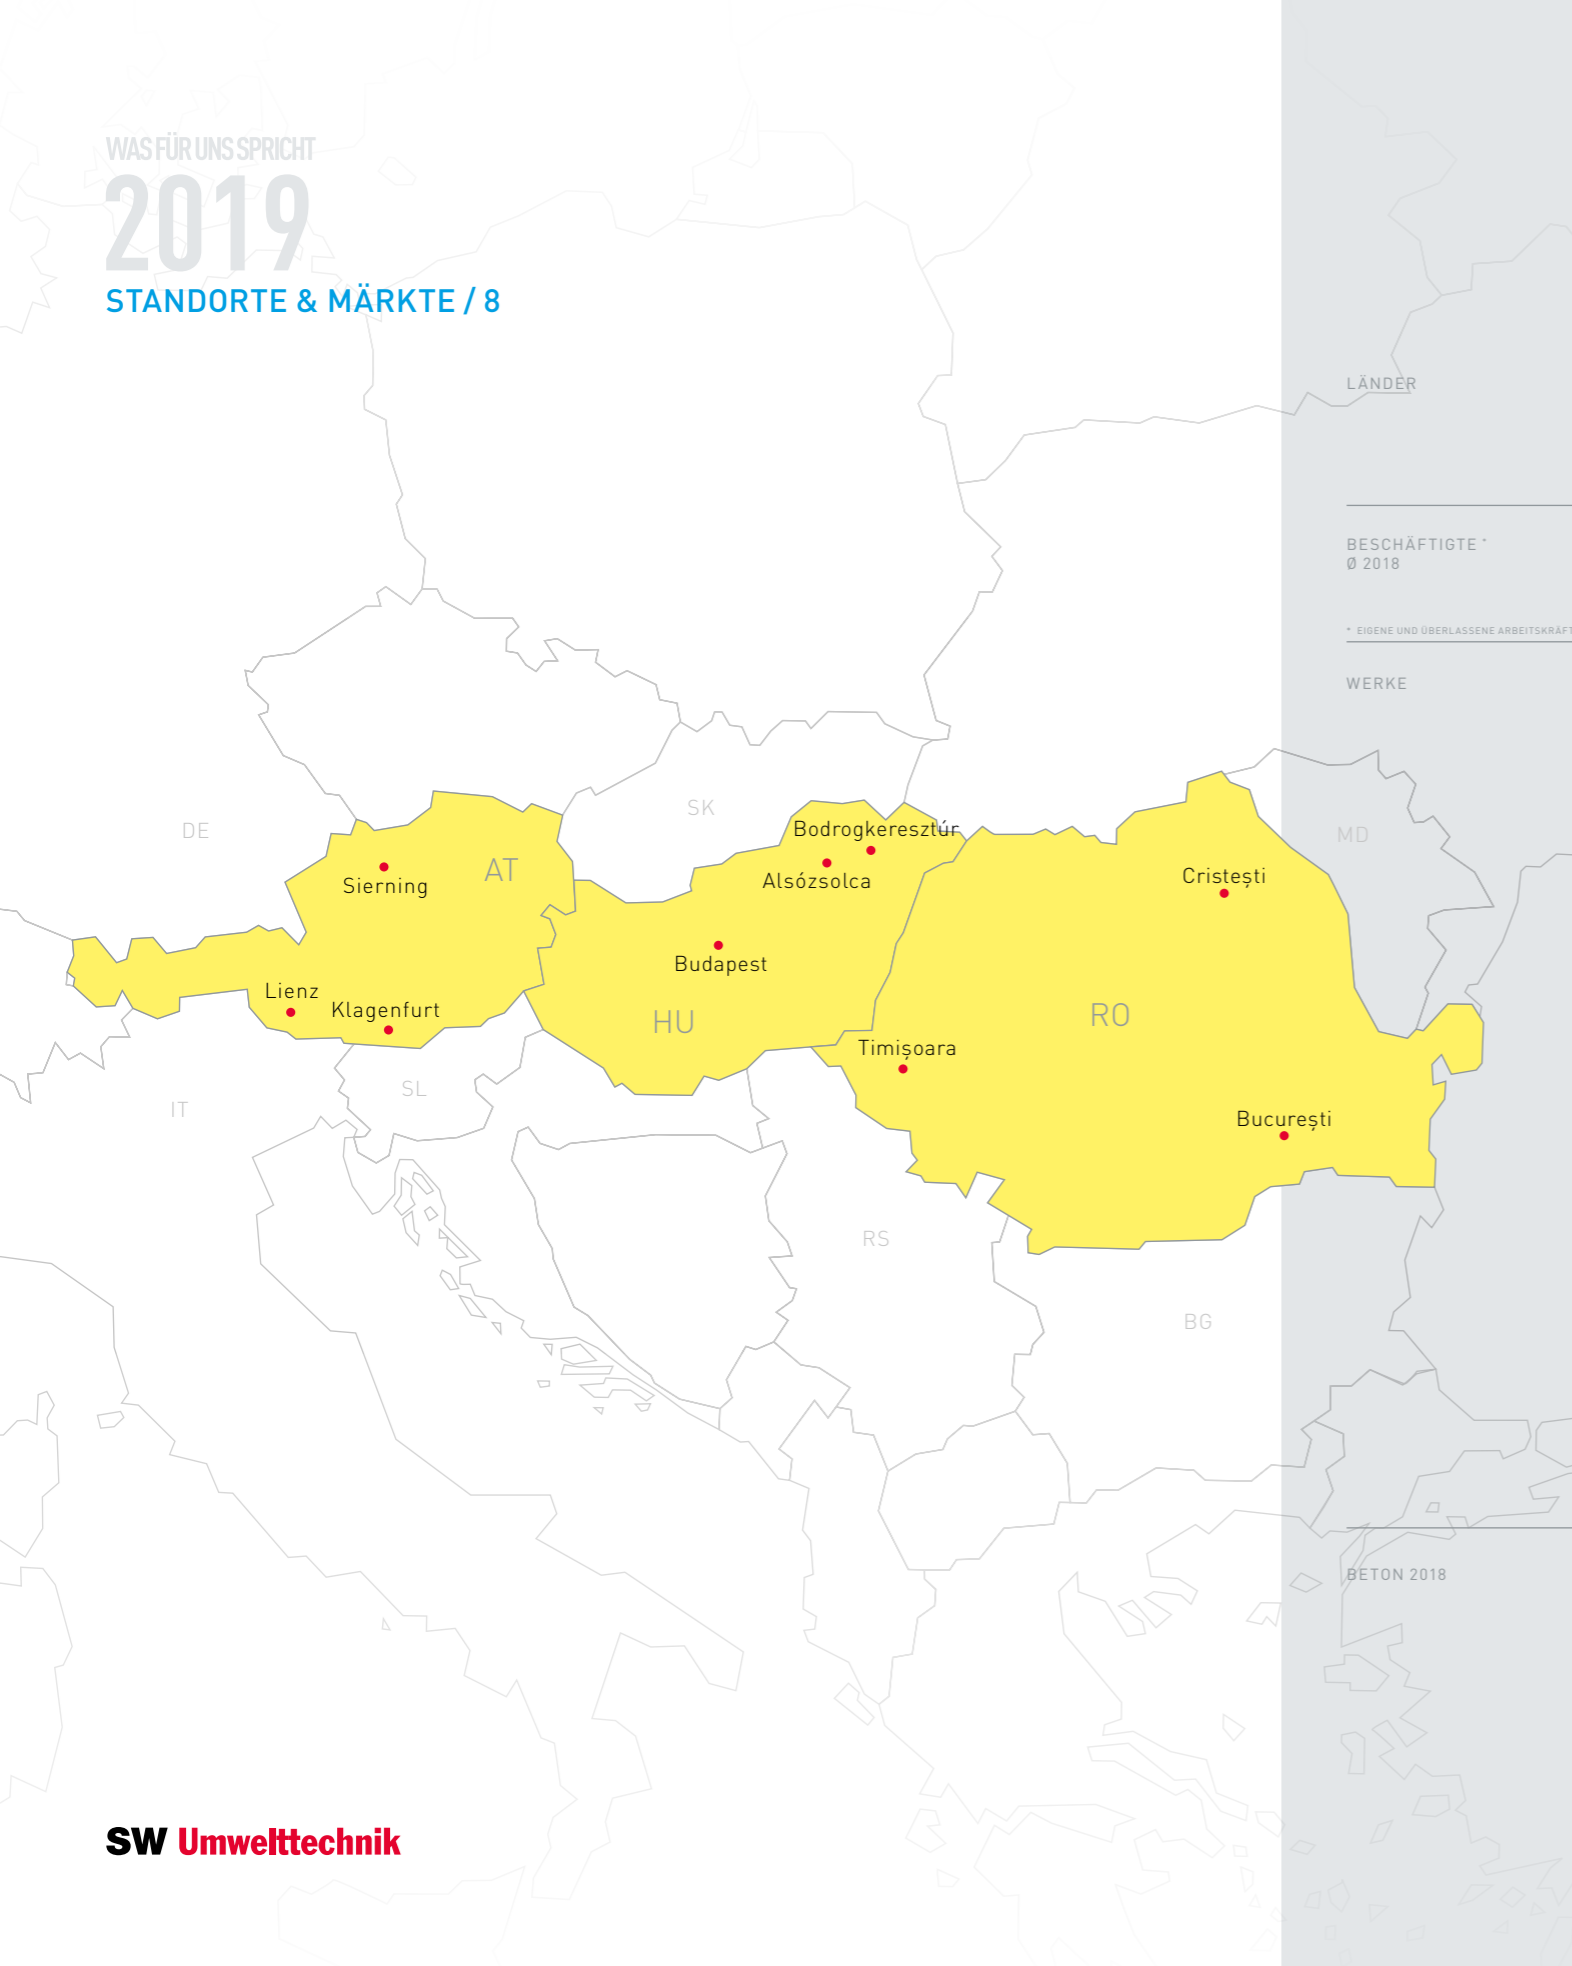 WAS FÜR UNS SPRICHT
2019
STANDORTE & MÄRKTE / 8
LÄNDER
BESCHÄFTIGTE *
Ø 2018
* EIGENE UND ÜBERLASSENE ARBEITSKRÄFT
WERKE
SK
DE
Bodrogkeresztúr
MD
AT
Sierning
Alsózsolca
Cristești
Budapest
Lienz
Klagenfurt
HU
RO
Timișoara
SL
IT
București
RS
BG
BETON 2018
SW Umwelttechnik